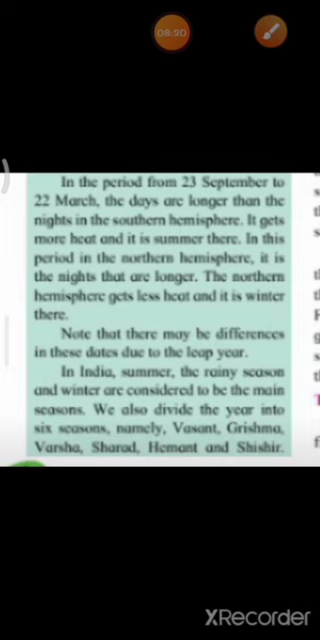 08:20
In the period from 23 September to
22 March, the days are longer than the
nights in the southern hemisphere. It gets
more heat and it is summer there. In this
period in the northern hemisphere, it is
the nights that are longer. The northern
hemisphere gets less heat and it is winter
there.
Note that there may be differences
in these dates due to the leap year.
In India, summer, the rainy season
and winter are considered to be the main
seasons. We also divide the year into
six seasons, namely, Vasant, Grishma,
Varsha, Sharad, Hemant and Shishir.
XRecorder